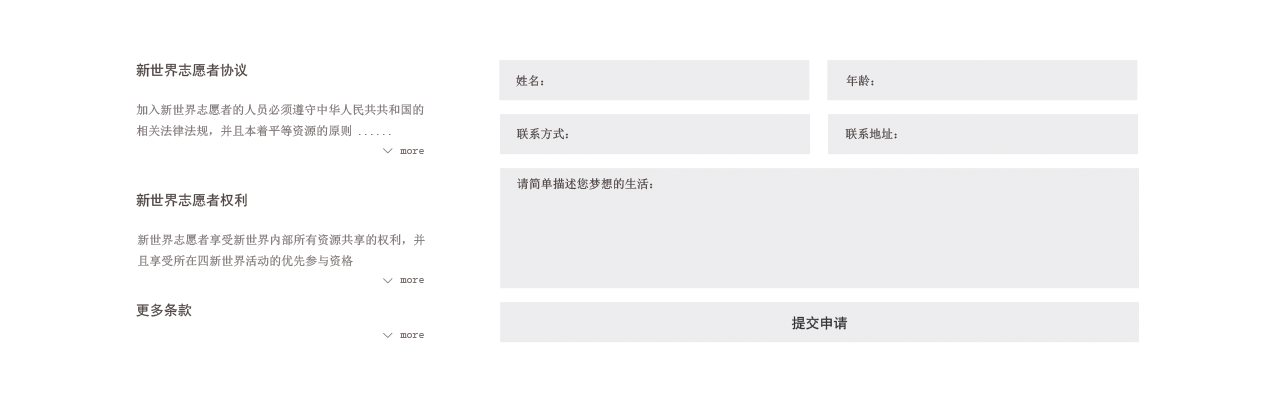 新世界志愿者协议
加入新世界志愿者的人员必须遵守中华人民共共和国的
相关法律法规，并且本着平等资源的原则 ......
more
新世界志愿者权利
新世界志愿者享受新世界内部所有资源共享的权利，并
且享受所在四新世界活动的优先参与资格
more
更多条款
more
姓名：
年龄：
联系方式：
联系地址：
请简单描述您梦想的生活：
提交申请